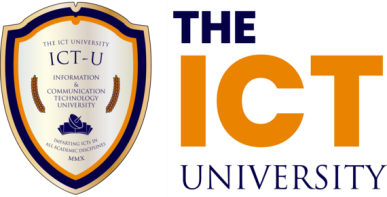 THE ICT UNIVERSITY
ICT-U
INFORMATION
&
COMMUNICATION
TECHNOLOGY
UNIVERSITY
IMPARTING ICTS IN
ALL ACADEMIC DISCIPLINES
MMX
THE
ICT
UNIVERSITY